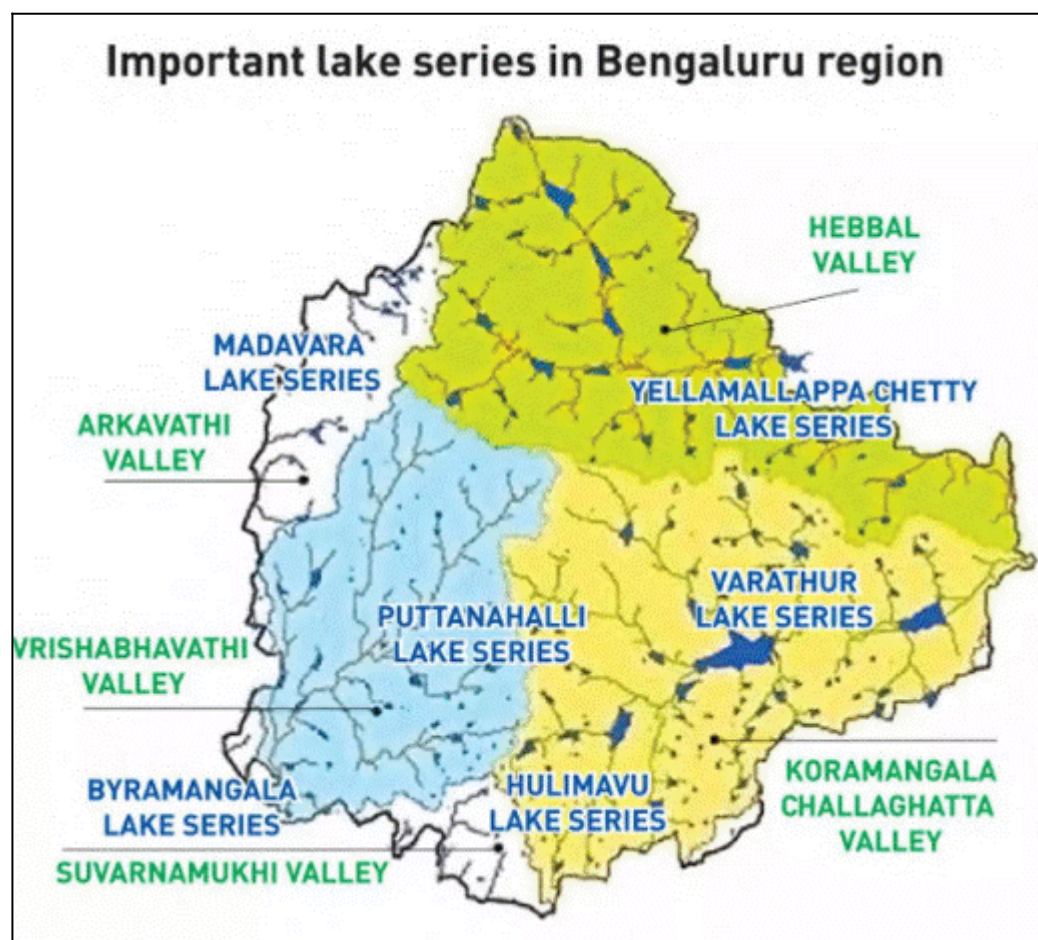 Important lake series in Bengaluru region
HEBBAL
VALLEY
MADAVARA
LAKE SERIES
YELLAMALLAPPA CHETTY
LAKE SERIES
ARKAVATHI
VALLEY
VARATHUR
LAKE SERIES
PUTTANAHALLI
LAKE SERIES
VRISHABHAVATHI
VALLEY
BYRAMANGALA
LAKE SERIES
HULIMAVU
LAKE SERIES
KORAMANGALA
CHALLAGHATTA
VALLEY
SUVARNAMUKHI VALLEY